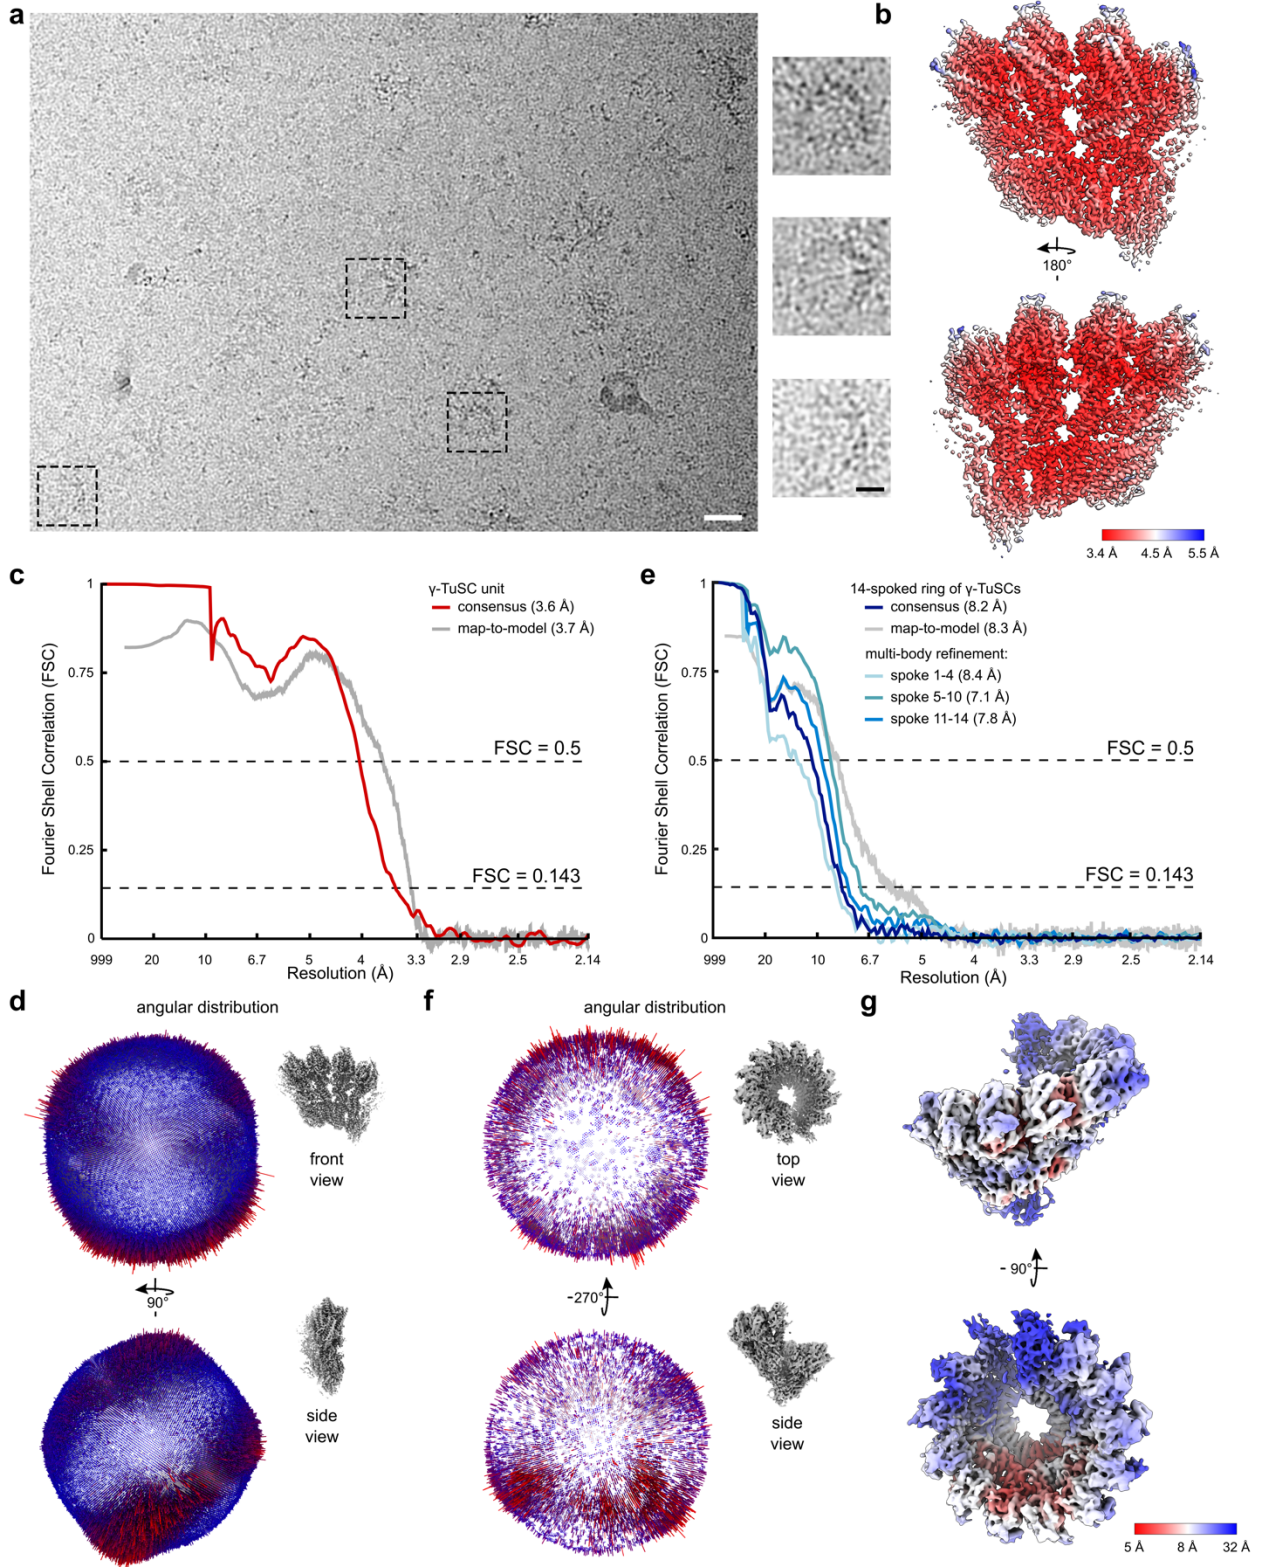 a
b
180°
3.4 Å 4.5 Å 5.5 Å
c
Fourier Shell Correlation (FSC)
1
0.75
0.5
0.25
0
γ-TuSC unit
consensus (3.6 Å)
map-to-model (3.7 Å)
FSC = 0.5
FSC = 0.143
999 20 10 6.7 5 4 3.3 2.9 2.5 2.14
Resolution (Å)
e
Fourier Shell Correlation (FSC)
1
0.75
0.5
0.25
0
14-spoked ring of γ-TuSCs
consensus (8.2 Å)
map-to-model (8.3 Å)
multi-body refinement:
spoke 1-4 (8.4 Å)
spoke 5-10 (7.1 Å)
spoke 11-14 (7.8 Å)
FSC = 0.5
FSC = 0.143
999 20 10 6.7 5 4 3.3 2.9 2.5 2.14
Resolution (Å)
d
angular distribution
front
view
90°
side
view
f
angular distribution
top
view
270°
side
view
g
90°
5 Å 8 Å 32 Å